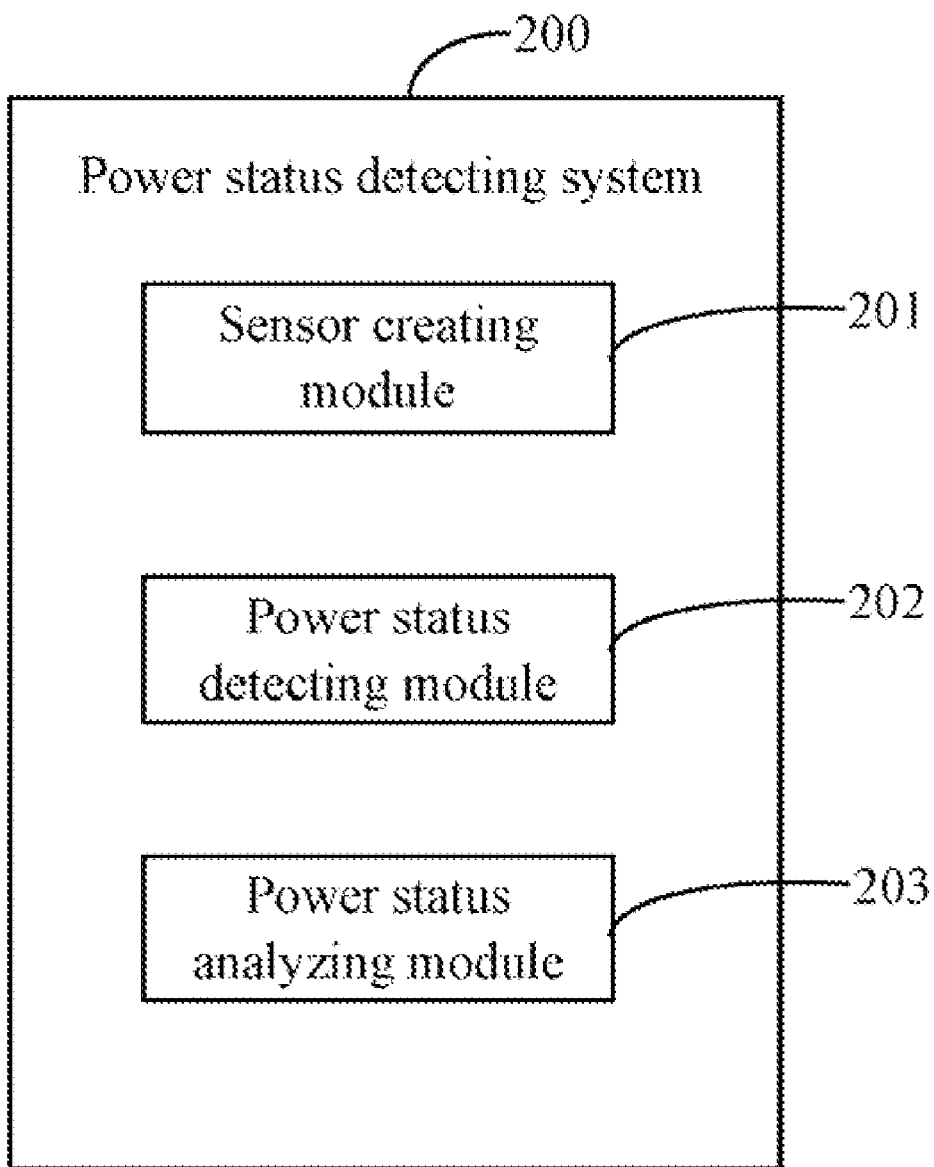 200
Power status detecting system
Sensor creating
module
201
Power status
detecting module
202
Power status
analyzing module
203